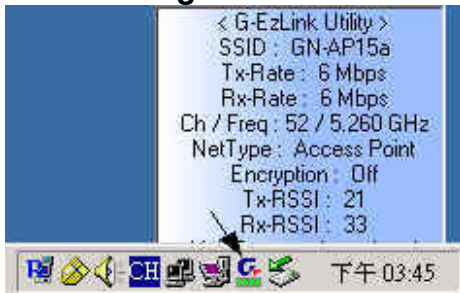 < G-EzLink Utility >
SSID : GN-AP15a
Tx-Rate : 6 Mbps
Rx-Rate : 6 Mbps
Ch / Freq : 52 / 5.260 GHz
NetType : Access Point
Encryption : Off
Tx-RSSI : 21
Rx-RSSI : 33
CH 下午 03:45